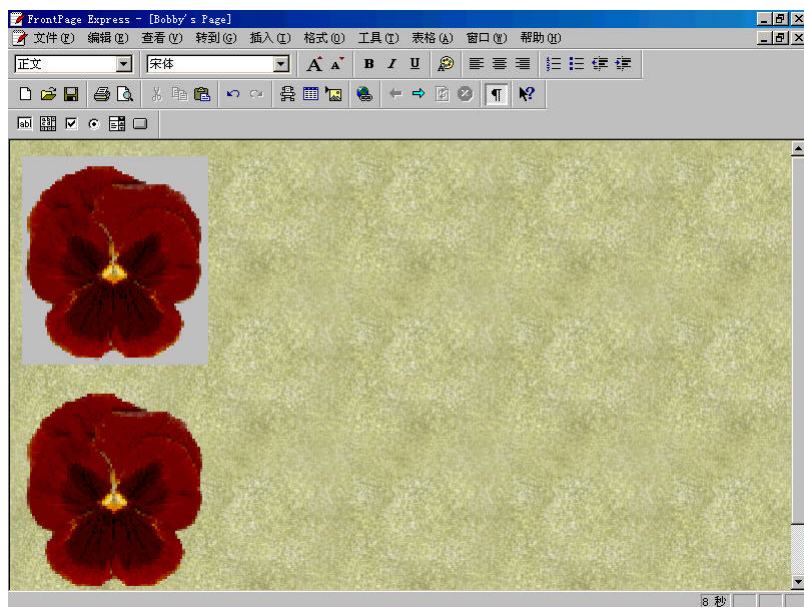 FrontPage Express - [Bobby's Page]
文件(F) 编辑(E) 查看(V) 转到(G) 插入(I) 格式(O) 工具(T) 表格(A) 窗口(W) 帮助(H)
正文 宋体 A A B I U
abl
8 秒